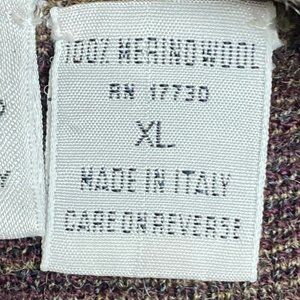 100% MERINO WOOL
RN 17730
XL
MADE IN ITALY
CARE ON REVERSE